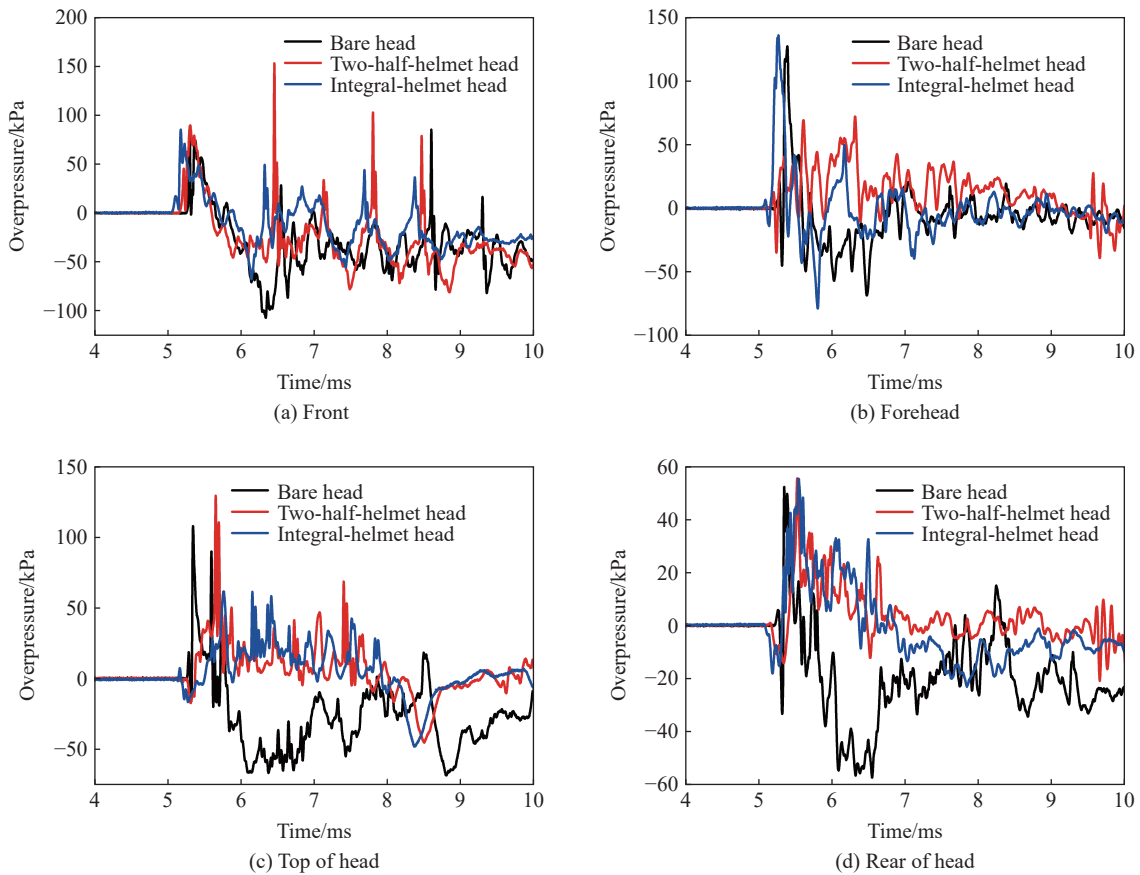 200
150
100
50
0
−50
−100
4 5 6 7 8 9 10
Overpressure/kPa
Time/ms
Bare head
Two-half-helmet head
Integral-helmet head
(a) Front
150
100
50
0
−50
−100
4 5 6 7 8 9 10
Overpressure/kPa
Time/ms
Bare head
Two-half-helmet head
Integral-helmet head
(b) Forehead
150
100
50
0
−50
4 5 6 7 8 9 10
Overpressure/kPa
Time/ms
Bare head
Two-half-helmet head
Integral-helmet head
(c) Top of head
60
40
20
0
−20
−40
−60
4 5 6 7 8 9 10
Overpressure/kPa
Time/ms
Bare head
Two-half-helmet head
Integral-helmet head
(d) Rear of head